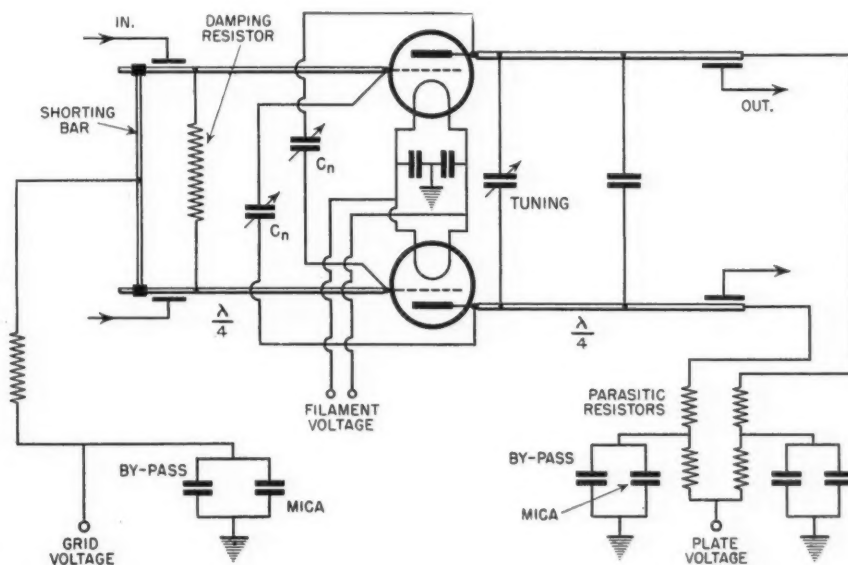 IN.
DAMPING
RESISTOR
SHORTING
BAR
Cn
Cn
TUNING
OUT.
λ/4
λ/4
FILAMENT
VOLTAGE
PARASITIC
RESISTORS
BY-PASS
MICA
BY-PASS
MICA
GRID
VOLTAGE
PLATE
VOLTAGE